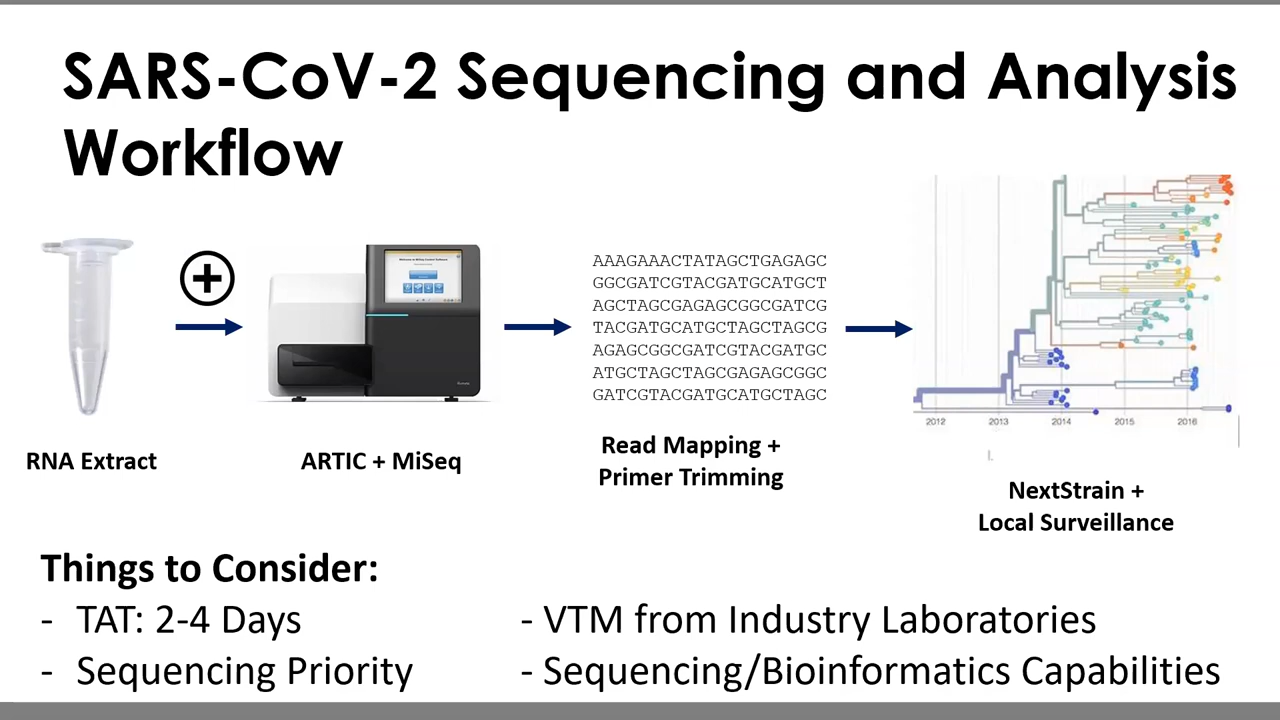 SARS-CoV-2 Sequencing and Analysis
Workflow
AAAGAAACTATAGCTGAGAGC
GGCGATCGTACGATGCATGCT
AGCTAGCGAGAGCGGCGATCG
TACGATGCATGCTAGCTAGCG
AGAGCGGCGATCGTACGATGC
ATGCTAGCTAGCGAGAGCGGC
GATCGTACGATGCATGCTAGC
2012 2013 2014 2015 2016
RNA Extract
ARTIC + MiSeq
Read Mapping +
Primer Trimming
NextStrain +
Local Surveillance
Things to Consider:
- TAT: 2-4 Days
- Sequencing Priority
- VTM from Industry Laboratories
- Sequencing/Bioinformatics Capabilities